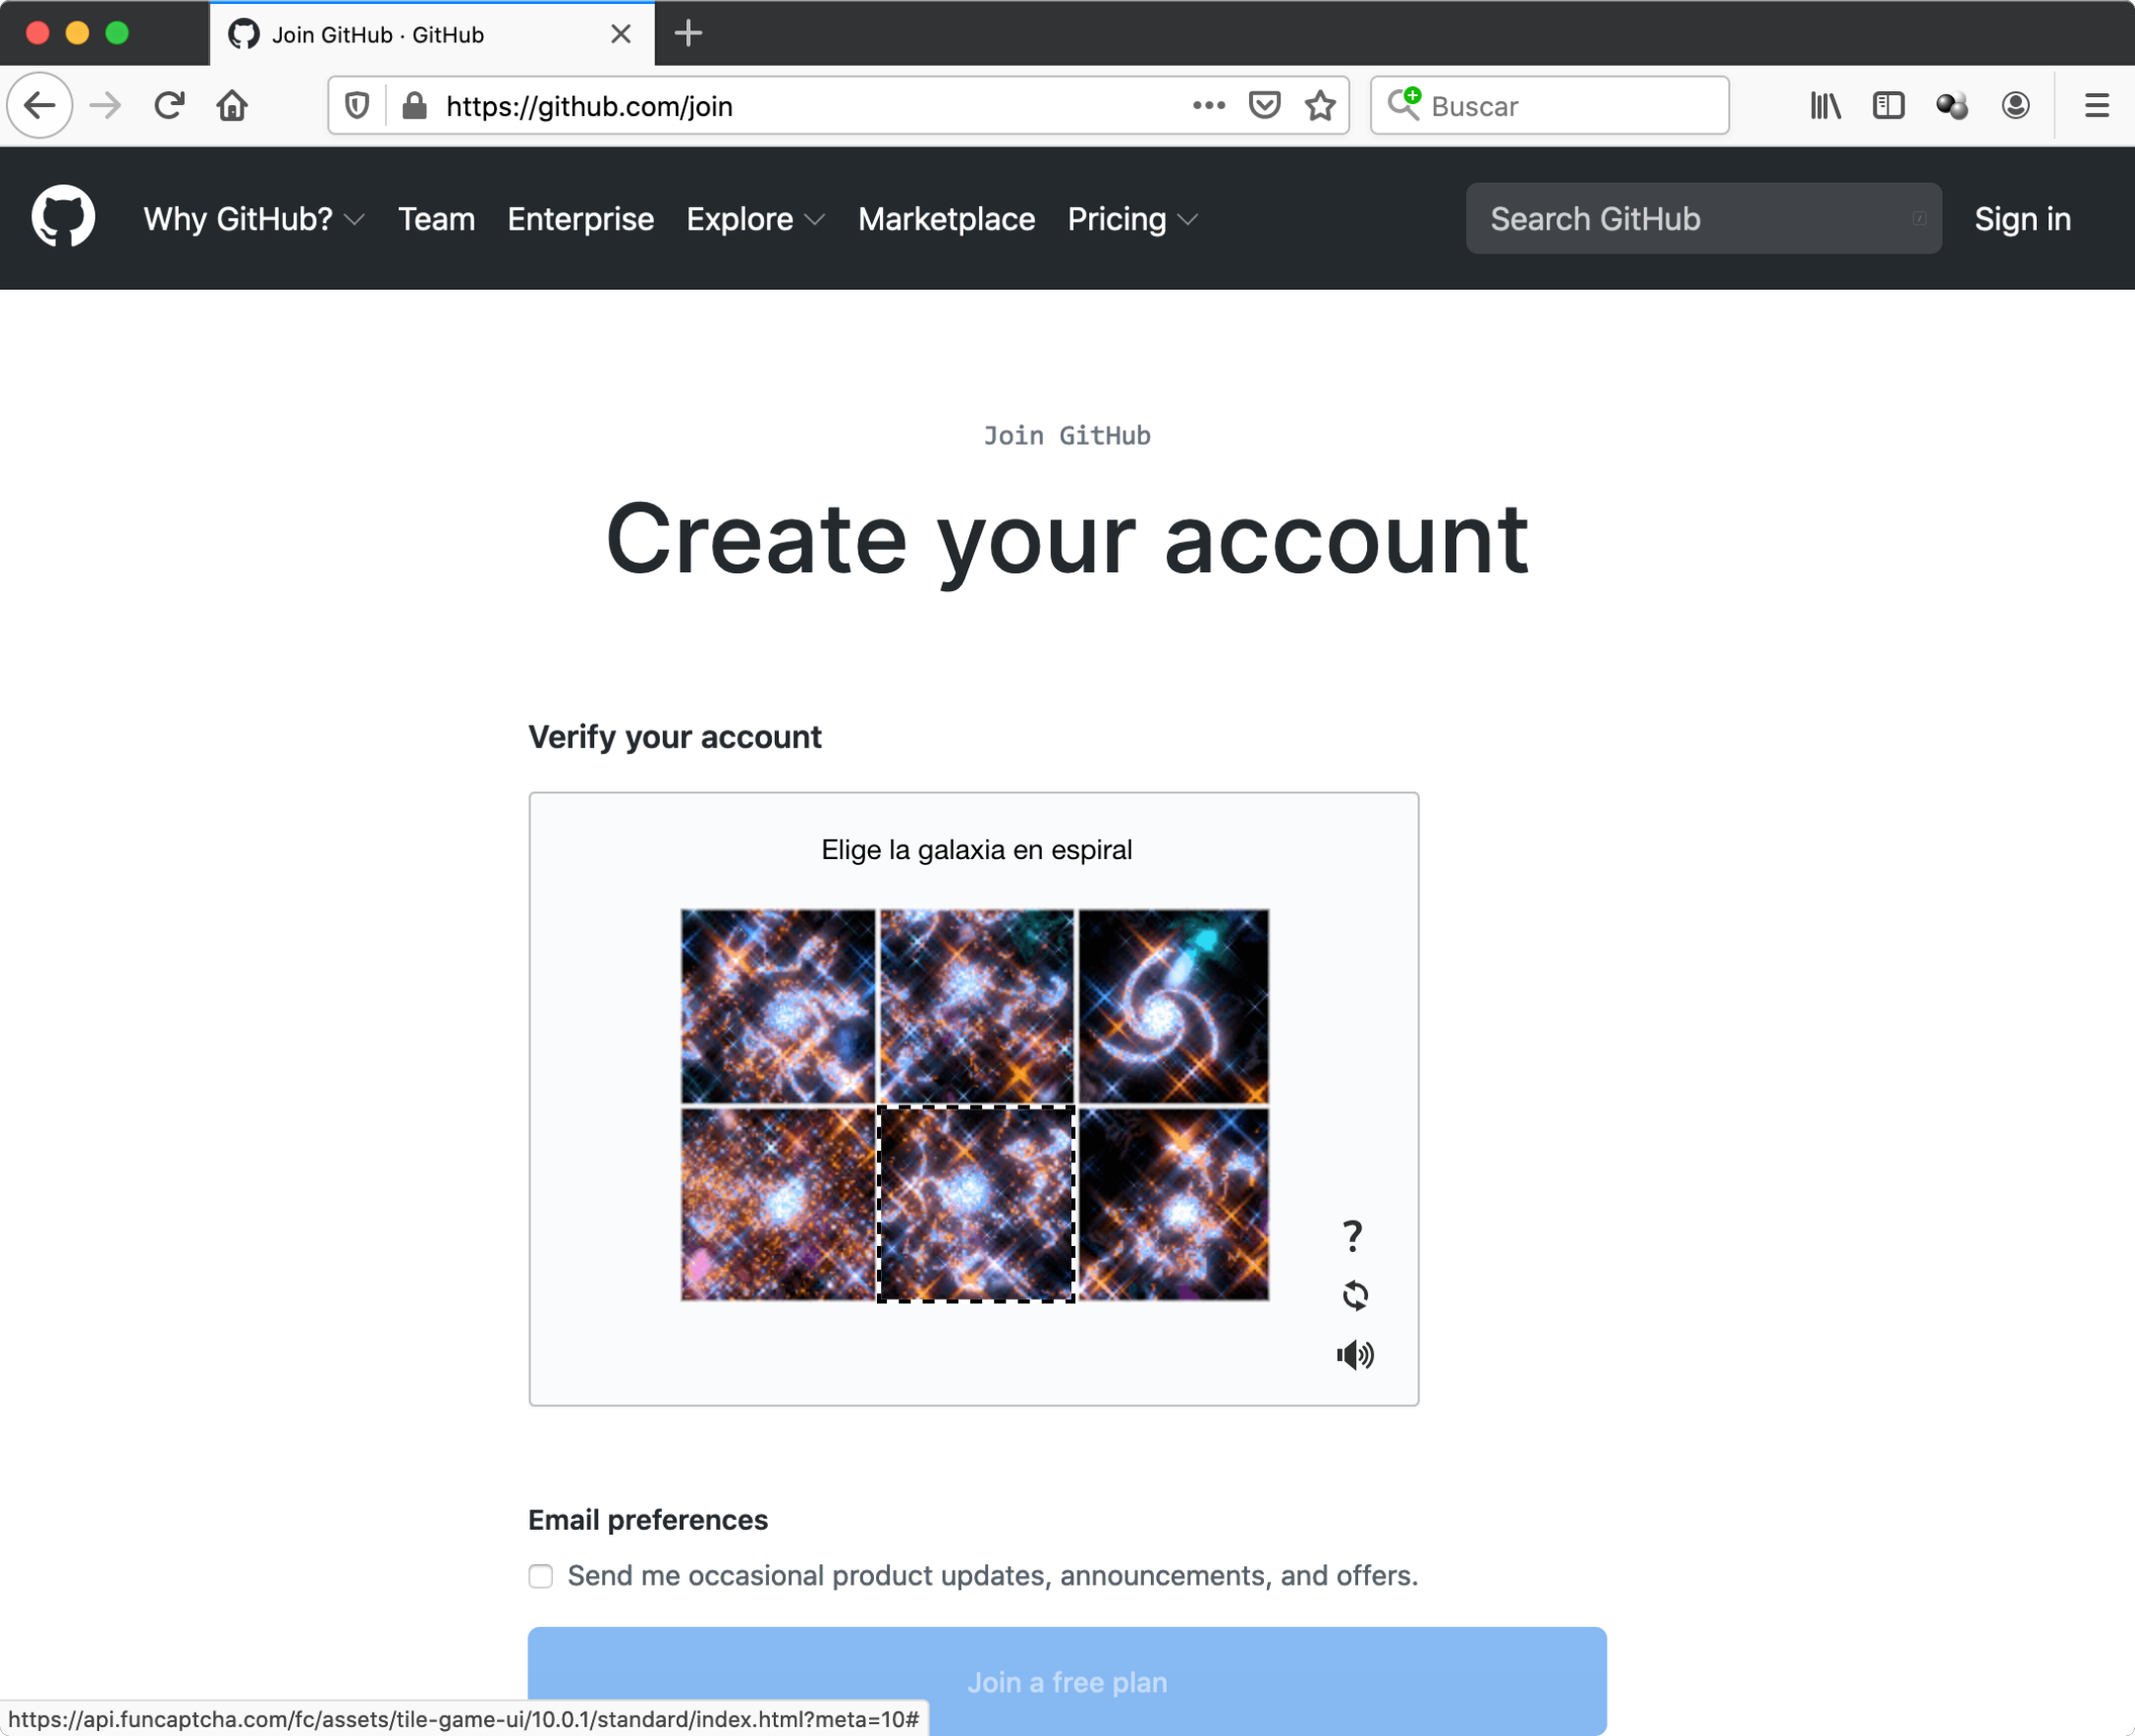 Join GitHub · GitHub
https://github.com/join
Buscar
Why GitHub? Team Enterprise Explore Marketplace Pricing
Search GitHub
/
Sign in
Join GitHub
Create your account
Verify your account
Elige la galaxia en espiral
?
Email preferences
Send me occasional product updates, announcements, and offers.
Join a free plan
https://api.funcaptcha.com/fc/assets/tile-game-ui/10.0.1/standard/index.html?meta=10#